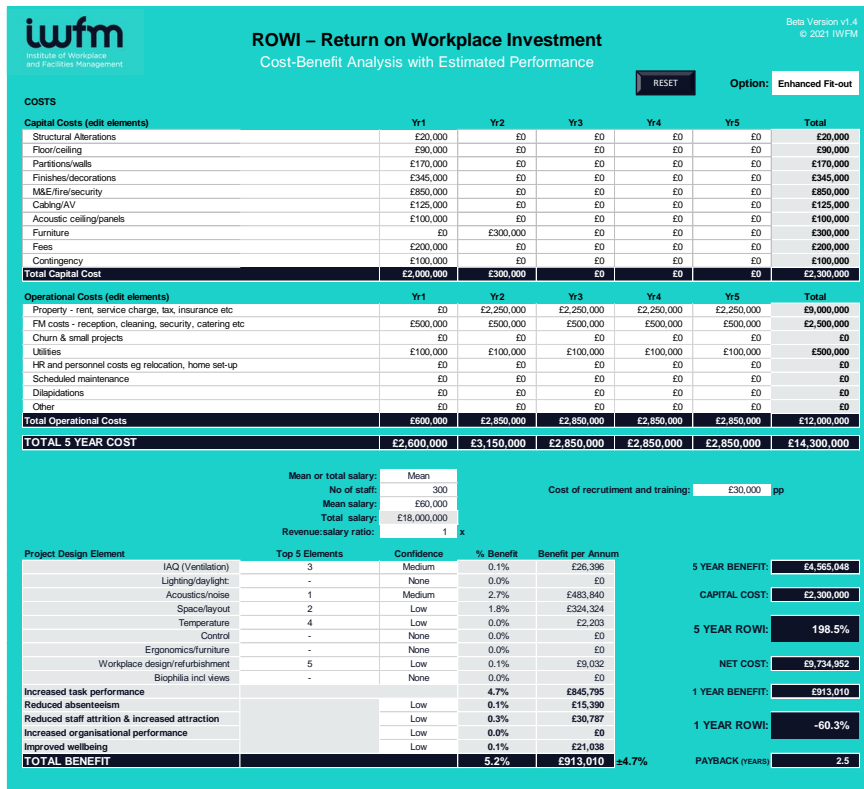 iwfm
Institute of Workplace
and Facilities Management
Beta Version v1.4
© 2021 IWFM
ROWI – Return on Workplace Investment
Cost-Benefit Analysis with Estimated Performance
RESET
Option: Enhanced Fit-out
COSTS
Capital Costs (edit elements) Yr1 Yr2 Yr3 Yr4 Yr5 Total
Structural Alterations £20,000 £0 £0 £0 £0 £20,000
Floor/ceiling £90,000 £0 £0 £0 £0 £90,000
Partitions/walls £170,000 £0 £0 £0 £0 £170,000
Finishes/decorations £345,000 £0 £0 £0 £0 £345,000
M&E/fire/security £850,000 £0 £0 £0 £0 £850,000
Cablng/AV £125,000 £0 £0 £0 £0 £125,000
Acoustic ceiling/panels £100,000 £0 £0 £0 £0 £100,000
Furniture £0 £300,000 £0 £0 £0 £300,000
Fees £200,000 £0 £0 £0 £0 £200,000
Contingency £100,000 £0 £0 £0 £0 £100,000
Total Capital Cost £2,000,000 £300,000 £0 £0 £0 £2,300,000
Operational Costs (edit elements) Yr1 Yr2 Yr3 Yr4 Yr5 Total
Property - rent, service charge, tax, insurance etc £0 £2,250,000 £2,250,000 £2,250,000 £2,250,000 £9,000,000
FM costs - reception, cleaning, security, catering etc £500,000 £500,000 £500,000 £500,000 £500,000 £2,500,000
Churn & small projects £0 £0 £0 £0 £0 £0
Utilities £100,000 £100,000 £100,000 £100,000 £100,000 £500,000
HR and personnel costs eg relocation, home set-up £0 £0 £0 £0 £0 £0
Scheduled maintenance £0 £0 £0 £0 £0 £0
Dilapidations £0 £0 £0 £0 £0 £0
Other £0 £0 £0 £0 £0 £0
Total Operational Costs £600,000 £2,850,000 £2,850,000 £2,850,000 £2,850,000 £12,000,000
TOTAL 5 YEAR COST £2,600,000 £3,150,000 £2,850,000 £2,850,000 £2,850,000 £14,300,000
Mean or total salary: Mean
No of staff: 300 Cost of recrutiment and training: £30,000 pp
Mean salary: £60,000
Total salary: £18,000,000
Revenue:salary ratio: 1 x
Project Design Element Top 5 Elements Confidence % Benefit Benefit per Annum
IAQ (Ventilation) 3 Medium 0.1% £26,396 5 YEAR BENEFIT: £4,565,048
Lighting/daylight: - None 0.0% £0
Acoustics/noise 1 Medium 2.7% £483,840 CAPITAL COST: £2,300,000
Space/layout 2 Low 1.8% £324,324
Temperature 4 Low 0.0% £2,203
5 YEAR ROWI: 198.5%
Control - None 0.0% £0
Ergonomics/furniture - None 0.0% £0
Workplace design/refurbishment 5 Low 0.1% £9,032 NET COST: £9,734,952
Biophilia incl views - None 0.0% £0
Increased task performance 4.7% £845,795 1 YEAR BENEFIT: £913,010
Reduced absenteeism Low 0.1% £15,390
Reduced staff attrition & increased attraction Low 0.3% £30,787
1 YEAR ROWI: -60.3%
Increased organisational performance Low 0.0% £0
Improved wellbeing Low 0.1% £21,038
TOTAL BENEFIT 5.2% £913,010 ±4.7% PAYBACK (YEARS) 2.5